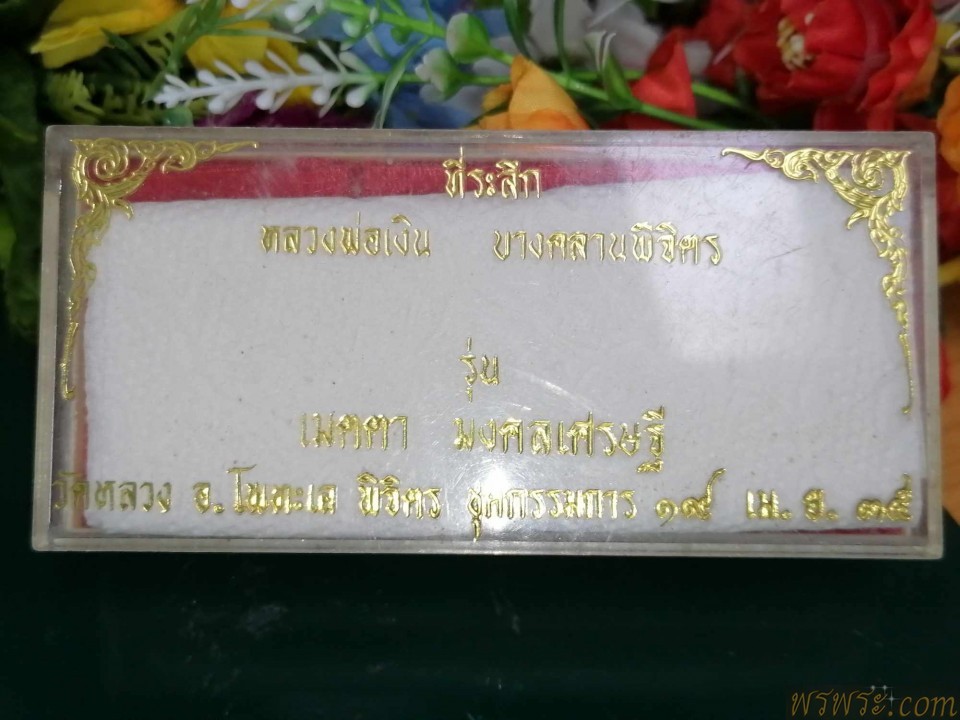 ที่ระลึก
หลวงพ่อเงิน บางคลานพิจิตร
รุ่น
เมตตา มงคลเศรษฐี
วัดหลวง อ.โพทะเล พิจิตร ชุดกรรมการ ๑๙ เม.ย. ๓๕
พรพระ.com